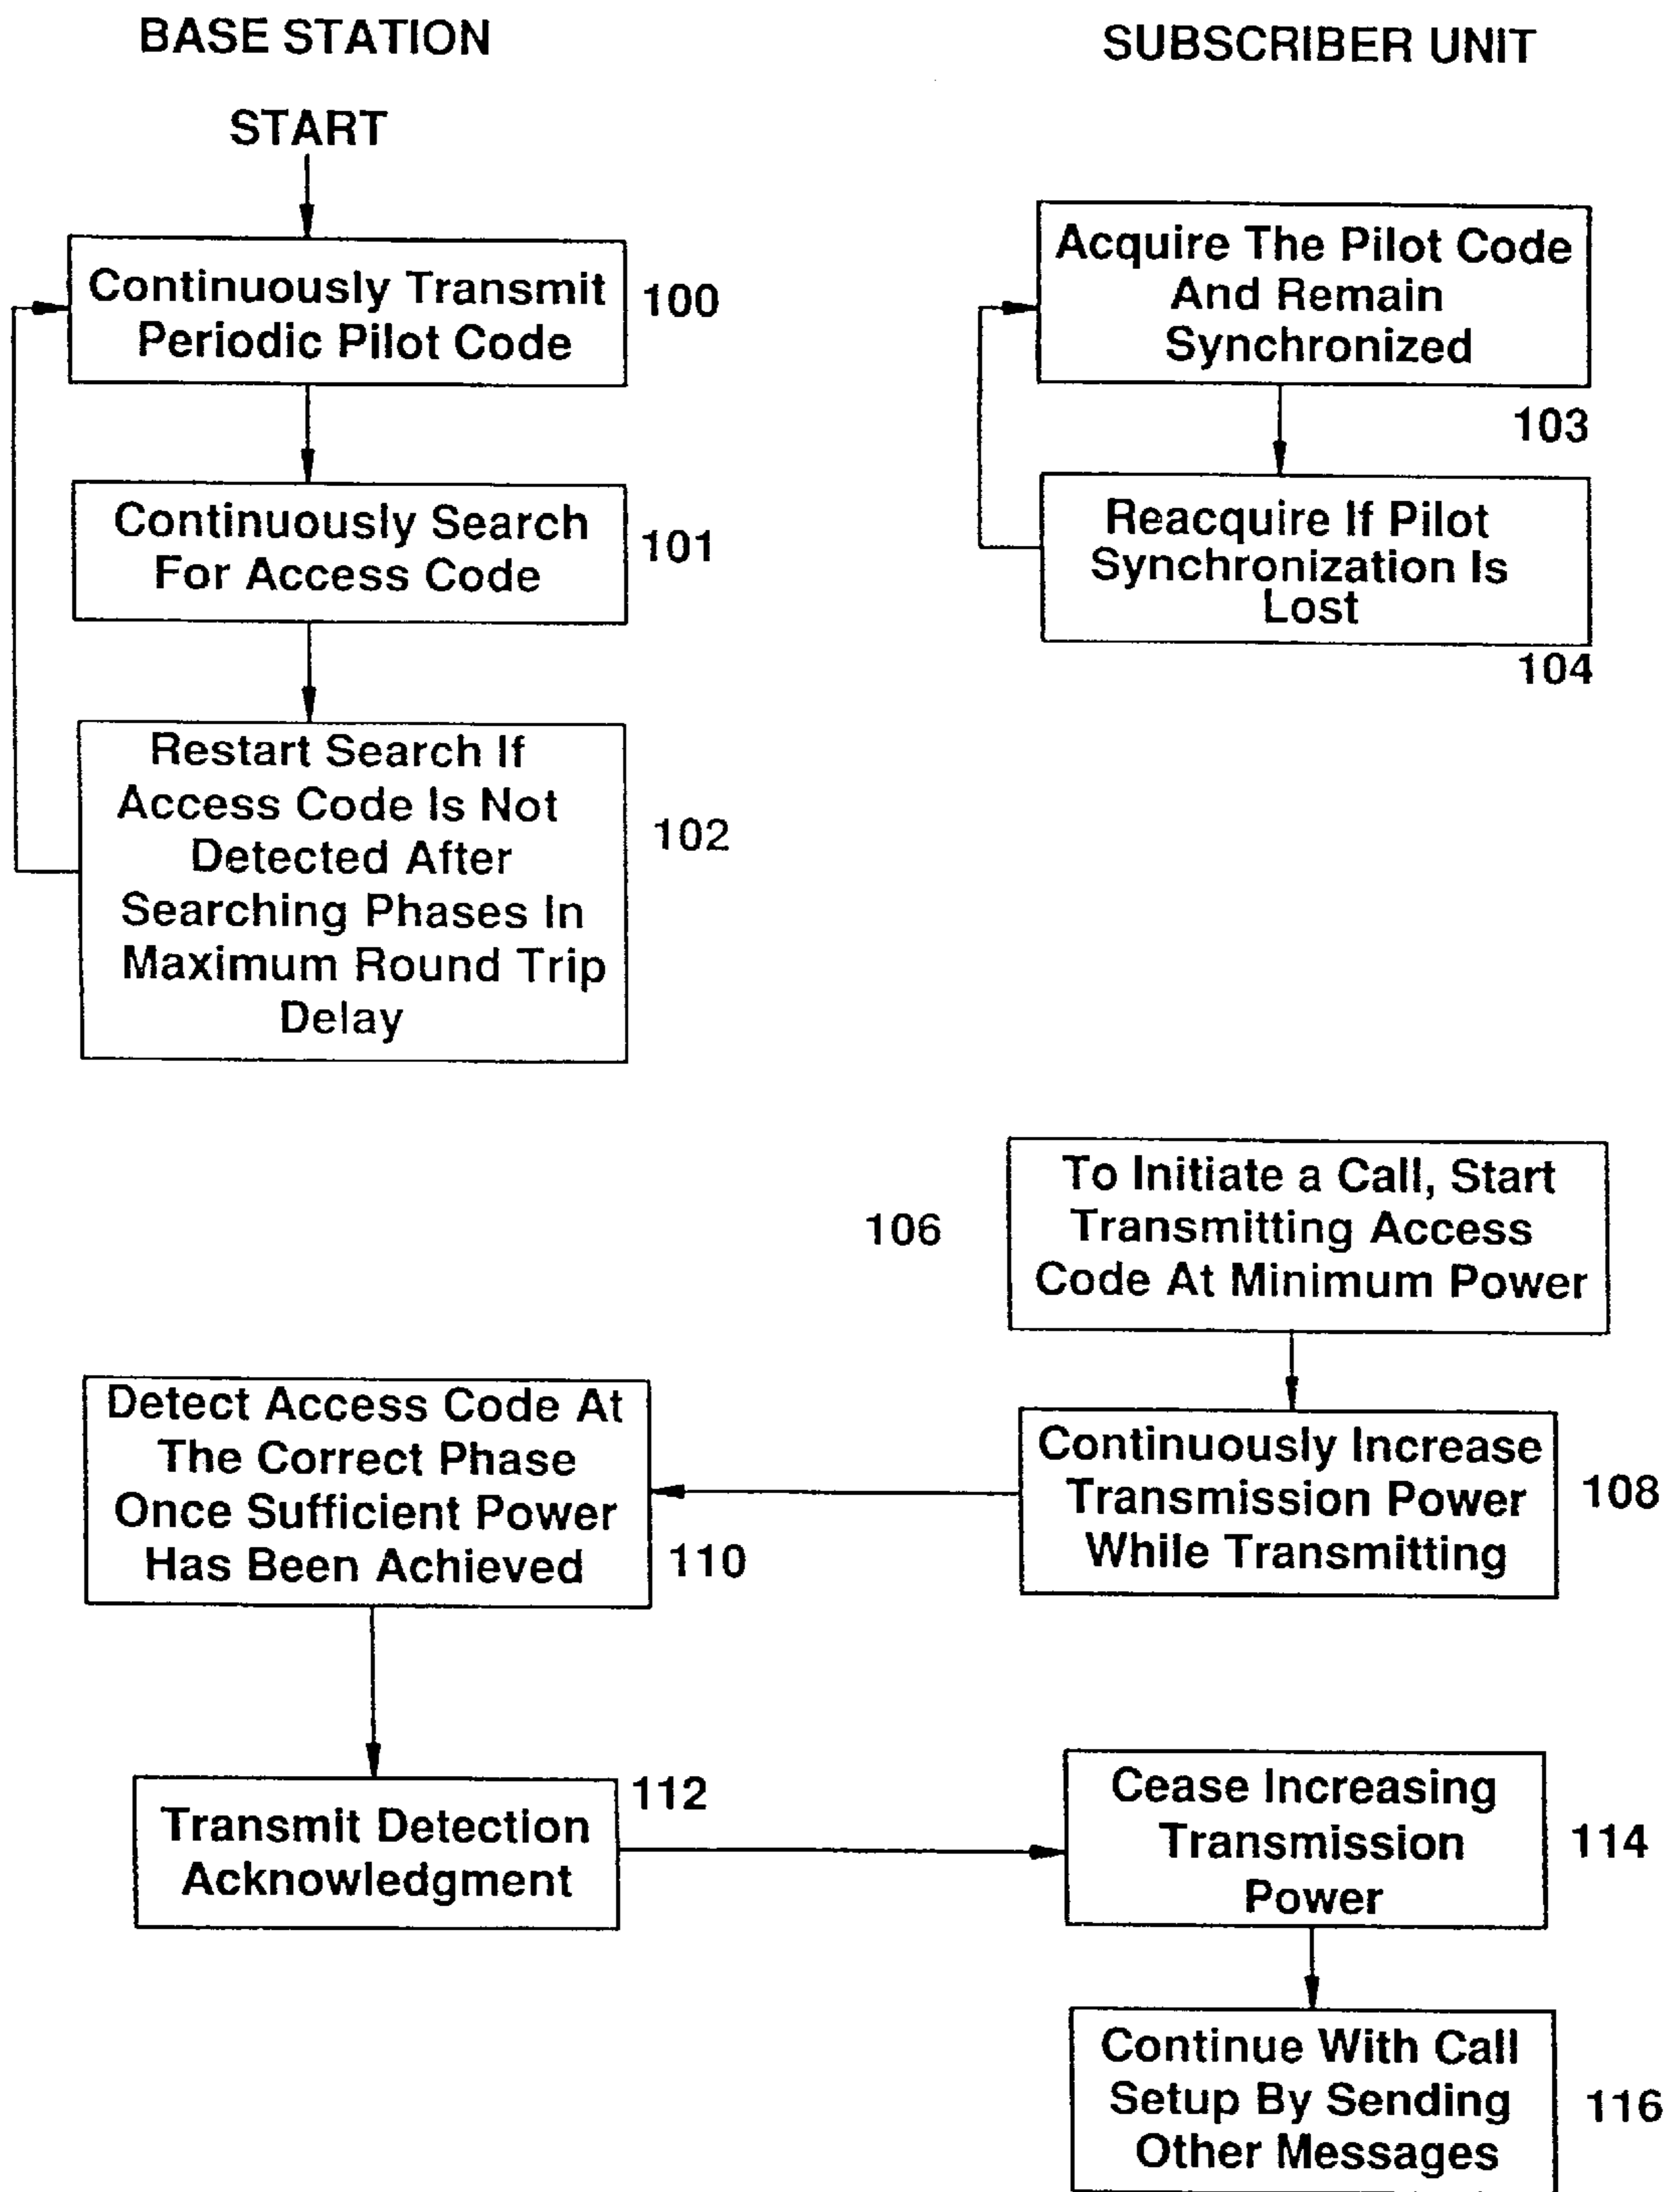 BASE STATION
SUBSCRIBER UNIT
START
Continuously Transmit
Periodic Pilot Code
100
Acquire The Pilot Code
And Remain
Synchronized
103
Continuously Search
For Access Code
101
Reacquire If Pilot
Synchronization Is
Lost
104
Restart Search If
Access Code Is Not
Detected After
Searching Phases In
Maximum Round Trip
Delay
102
To Initiate a Call, Start
Transmitting Access
Code At Minimum Power
106
Continuously Increase
Transmission Power
While Transmitting
108
Detect Access Code At
The Correct Phase
Once Sufficient Power
Has Been Achieved
110
Transmit Detection
Acknowledgment
112
Cease Increasing
Transmission
Power
114
Continue With Call
Setup By Sending
Other Messages
116